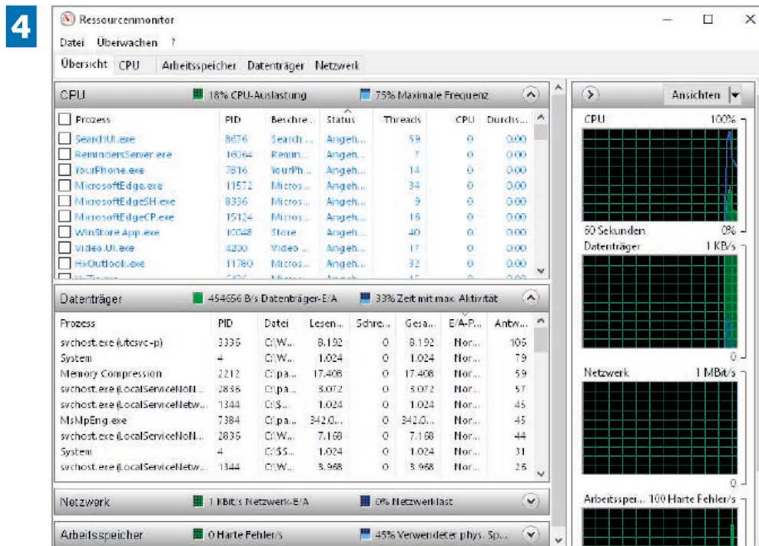 4
Ressourcenmonitor
Datei Überwachen ?
Übersicht CPU Arbeitsspeicher Datenträger Netzwerk
CPU 18% CPU-Auslastung 75% Maximale Frequenz
Prozess PID Beschre... Status Threads CPU Durchs...
SearchUI.exe 8676 Search ... Angeh... 59 0 0.00
RemindersServer.exe 16064 Remin... Angeh... 7 0 0.00
YourPhone.exe 7816 YourPh... Angeh... 14 0 0.00
MicrosoftEdge.exe 11572 Micros... Angeh... 34 0 0.00
MicrosoftEdgeSH.exe 8336 Micros... Angeh... 9 0 0.00
MicrosoftEdgeCP.exe 15124 Micros... Angeh... 16 0 0.00
WinStore.App.exe 10048 Store Angeh... 40 0 0.00
Video.UI.exe 4200 Video ... Angeh... 17 0 0.00
HxOutlook.exe 11780 Micros... Angeh... 32 0 0.00
Datenträger 454656 B/s Datenträger-E/A 33% Zeit mit max. Aktivität
Prozess PID Datei Lesen... Schre... Gesa... E/A-P... Antw...
svchost.exe (utcsvc -p) 3336 C:\W... 8.192 0 8.192 Nor... 106
System 4 C:\W... 1.024 0 1.024 Nor... 79
Memory Compression 2212 C:\pa... 17.408 0 17.408 Nor... 59
svchost.exe (LocalServiceNoN... 2836 C:\pa... 3.072 0 3.072 Nor... 57
svchost.exe (LocalServiceNetw... 1344 C:\$... 1.024 0 1.024 Nor... 45
MsMpEng.exe 7384 C:\pa... 342.0... 0 342.0... Nor... 45
svchost.exe (LocalServiceNoN... 2836 C:\W... 7.168 0 7.168 Nor... 44
System 4 C:\$S... 1.024 0 1.024 Nor... 31
svchost.exe (LocalServiceNetw... 1344 C:\W... 3.968 0 3.968 Nor... 26
Netzwerk 1 KBit/s Netzwerk-E/A 0% Netzwerklast
Arbeitsspeicher 0 Harte Fehler/s 45% Verwendeter phys. Sp...
Ansichten
CPU 100%
60 Sekunden 0%
Datenträger 1 KB/s
0
Netzwerk 1 MBit/s
0
Arbeitsspei... 100 Harte Fehler/s